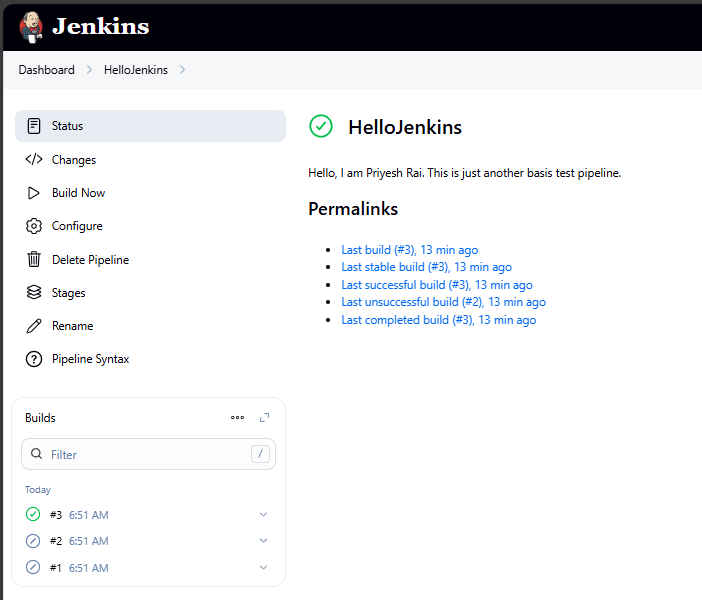 Jenkins
Dashboard
HelloJenkins
Status
Changes
Build Now
Configure
Delete Pipeline
Stages
Rename
Pipeline Syntax
Builds
Filter /
Today
#3 6:51 AM
#2 6:51 AM
#1 6:51 AM
HelloJenkins
Hello, I am Priyesh Rai. This is just another basis test pipeline.
Permalinks
Last build (#3), 13 min ago
Last stable build (#3), 13 min ago
Last successful build (#3), 13 min ago
Last unsuccessful build (#2), 13 min ago
Last completed build (#3), 13 min ago